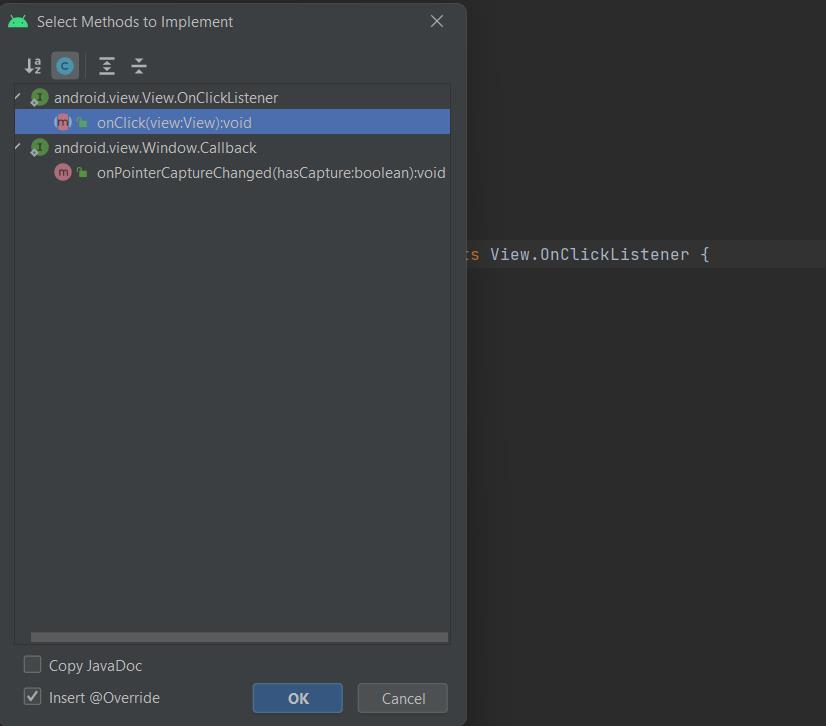 Select Methods to Implement
android.view.View.OnClickListener
onClick(view:View):void
android.view.Window.Callback
onPointerCaptureChanged(hasCapture:boolean):void
ts View.OnClickListener {
Copy JavaDoc
Insert @Override
OK
Cancel